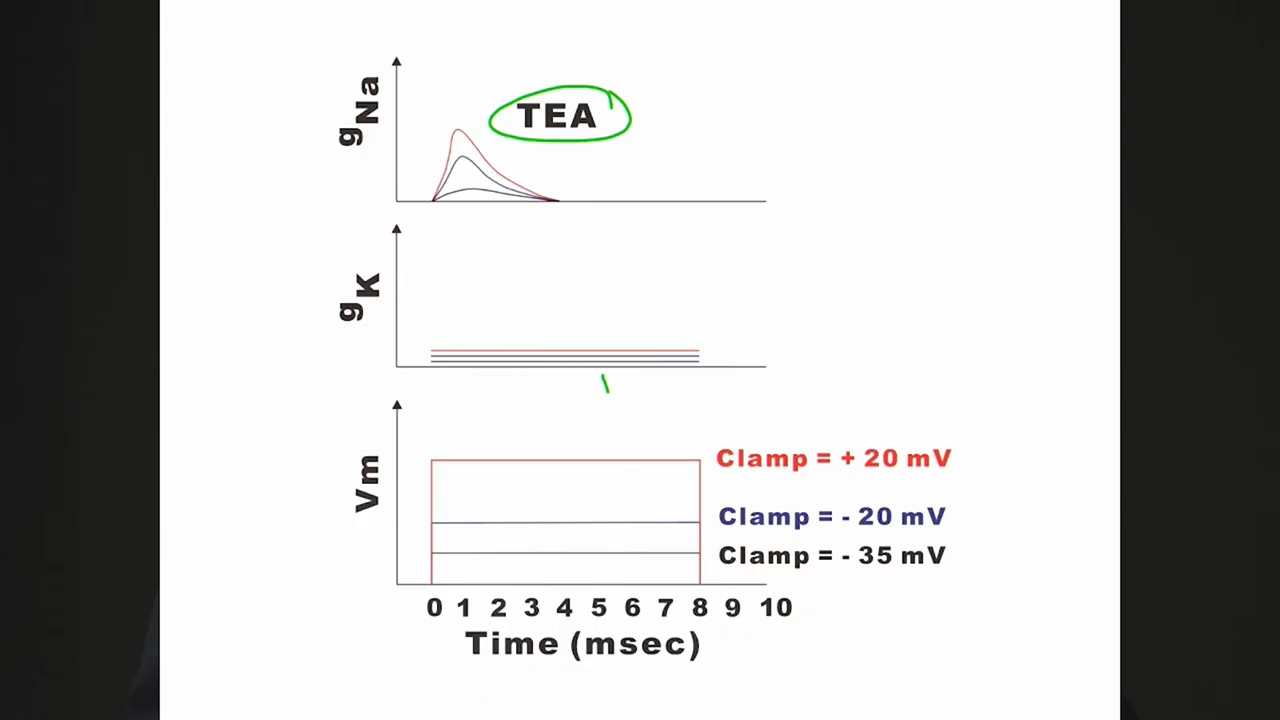 gNa
TEA
gK
Vm
Clamp = + 20 mV
Clamp = - 20 mV
Clamp = - 35 mV
0 1 2 3 4 5 6 7 8 9 10
Time (msec)